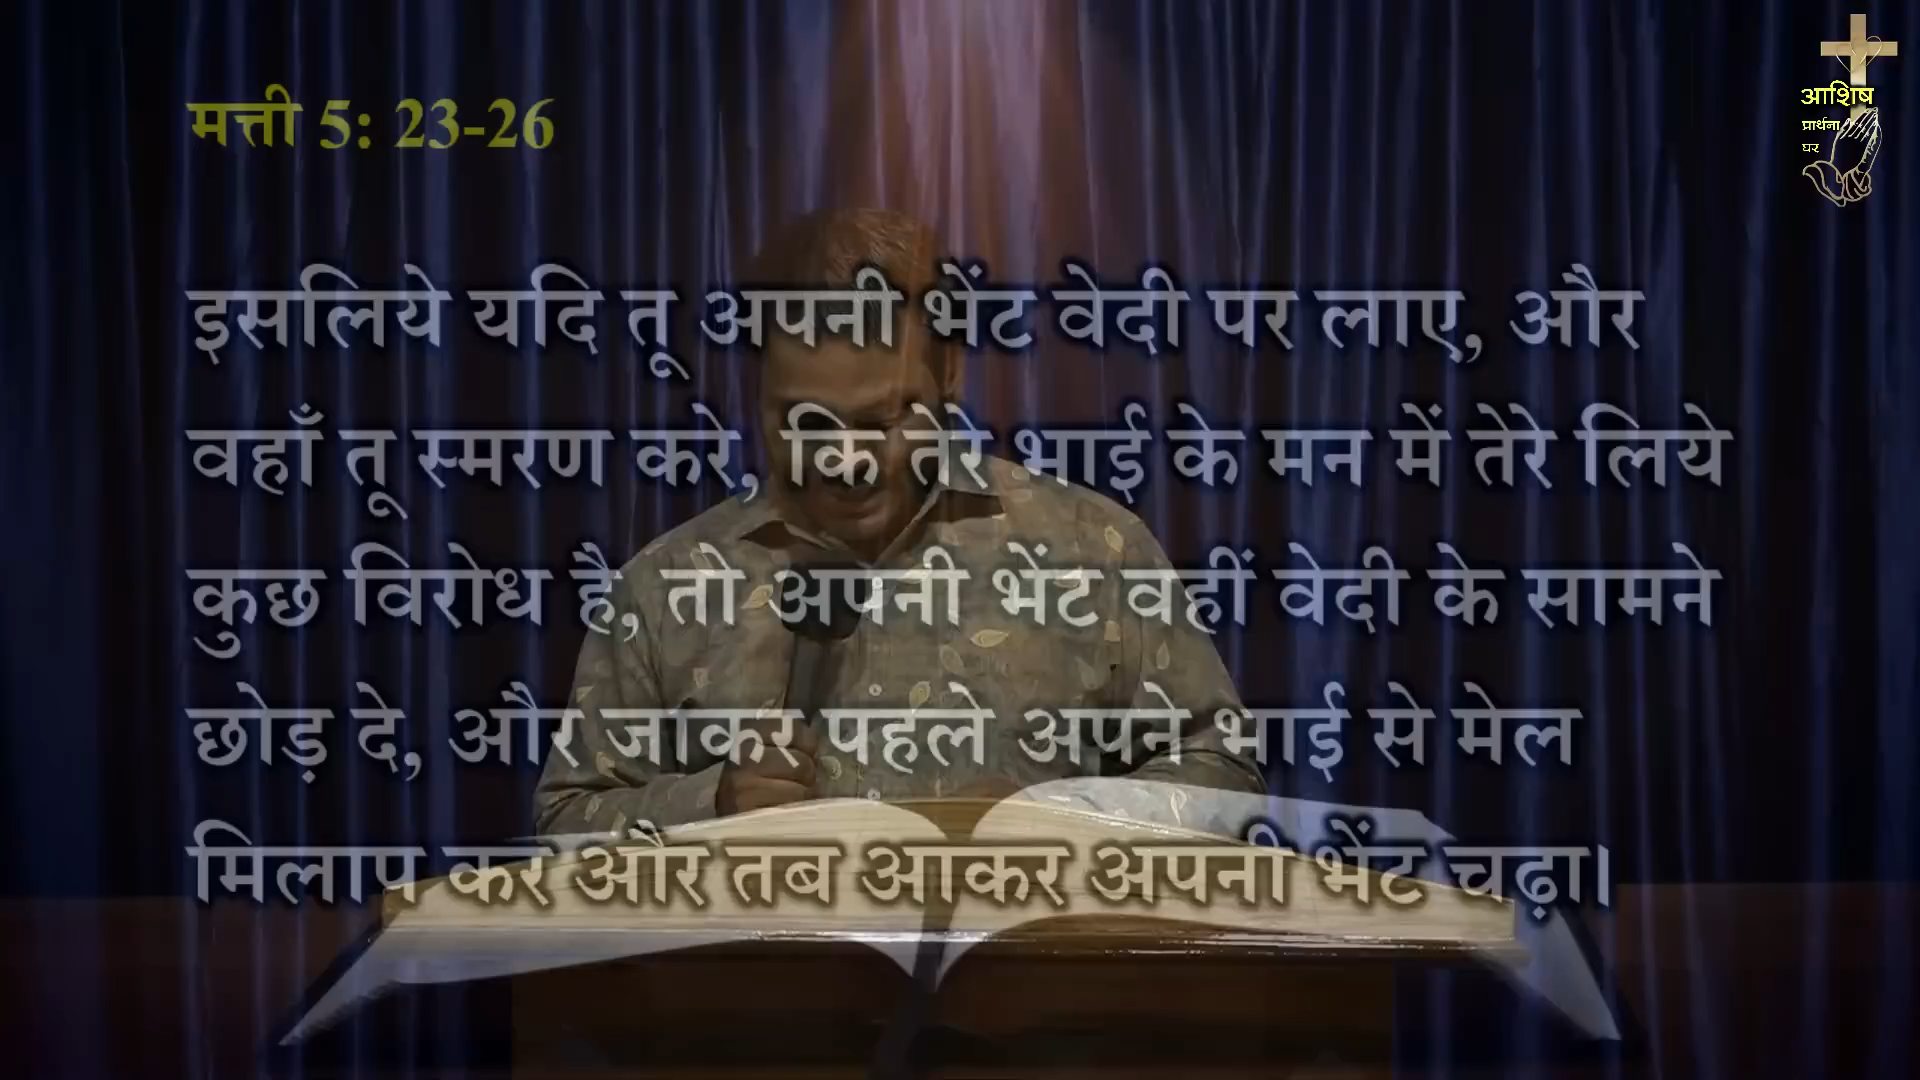 मत्ती 5: 23-26
आशिष
प्रार्थना
घर
इसलिये यदि तू अपनी भेंट वेदी पर लाए, और
वहाँ तू स्मरण करे, कि तेरे भाई के मन में तेरे लिये
कुछ विरोध है, तो अपनी भेंट वहीं वेदी के सामने
छोड़ दे, और जाकर पहले अपने भाई से मेल
मिलाप कर और तब आकर अपनी भेंट चढ़ा।